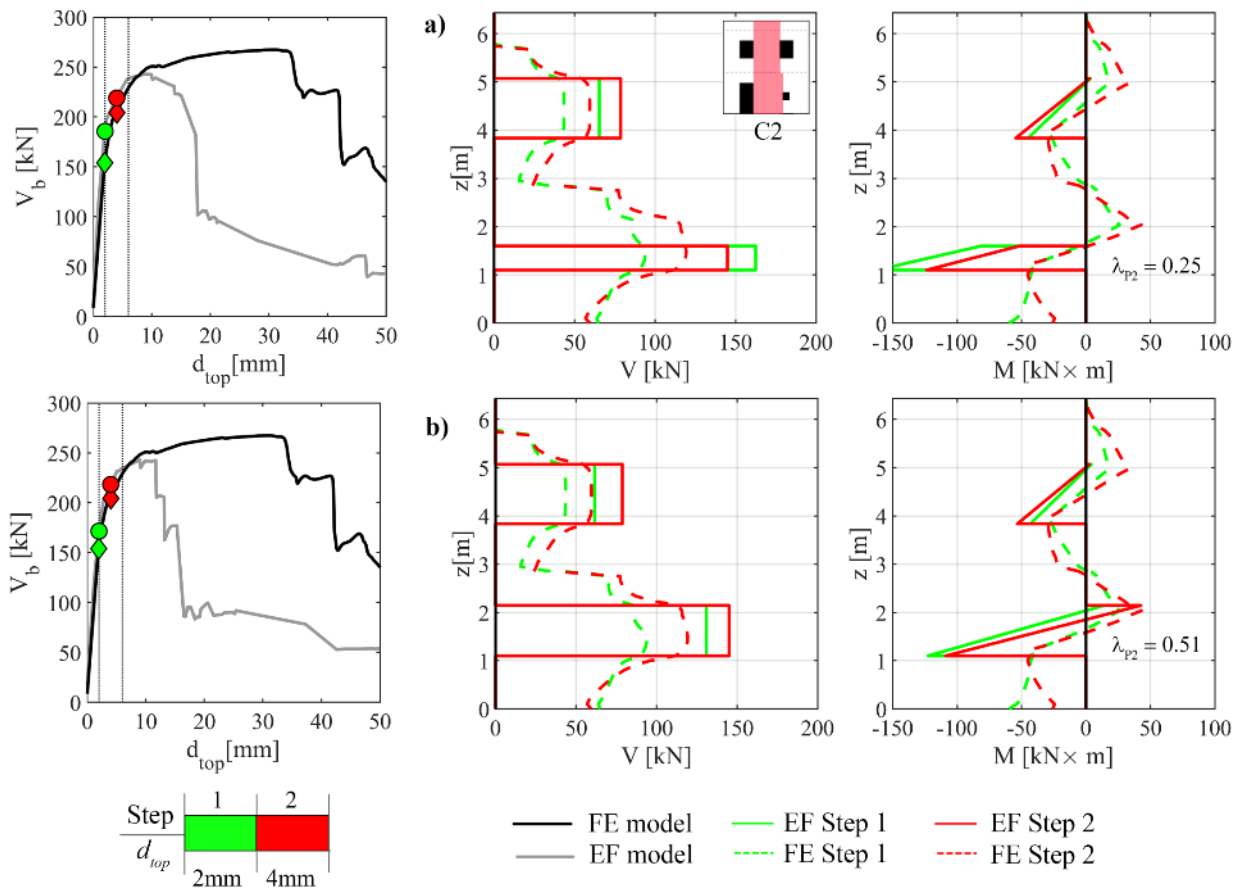 300
250
200
150
100
50
0
V_b [kN]
0 10 20 30 40 50
d_top[mm]
a)
6
5
4
3
2
1
0
z[m]
C2
0 50 100 150 200
V [kN]
6
5
4
3
2
1
0
z [m]
λ_P2 = 0.25
-150 -100 -50 0 50 100
M [kN× m]
300
250
200
150
100
50
0
V_b [kN]
0 10 20 30 40 50
d_top[mm]
b)
6
5
4
3
2
1
0
z[m]
0 50 100 150 200
V [kN]
6
5
4
3
2
1
0
z [m]
λ_P2 = 0.51
-150 -100 -50 0 50 100
M [kN× m]
Step 1 2
d_top
2mm 4mm
FE model EF Step 1 EF Step 2
EF model FE Step 1 FE Step 2